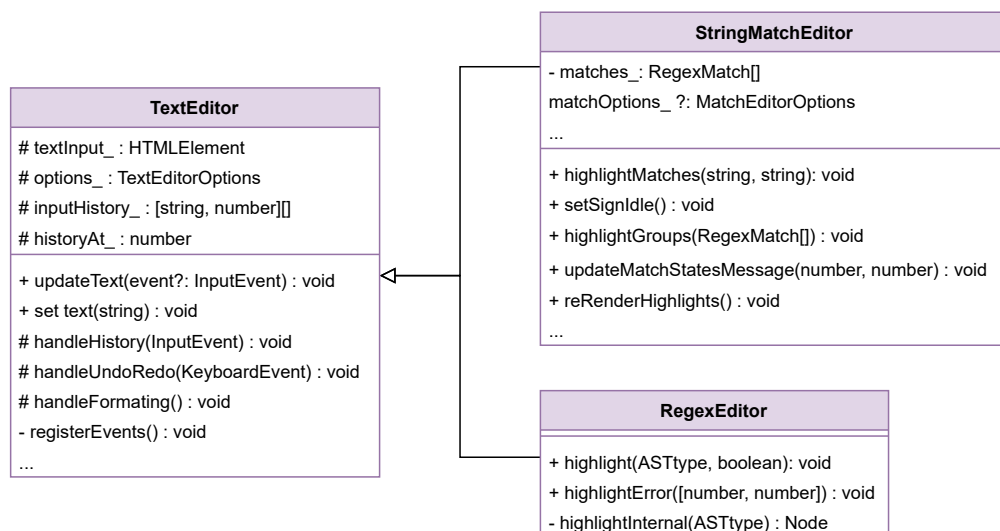 TextEditor
# textInput_ : HTMLElement
# options_ : TextEditorOptions
# inputHistory_ : [string, number][]
# historyAt_ : number
+ updateText(event?: InputEvent) : void
+ set text(string) : void
# handleHistory(InputEvent) : void
# handleUndoRedo(KeyboardEvent) : void
# handleFormating() : void
- registerEvents() : void
...
StringMatchEditor
- matches_: RegexMatch[]
matchOptions_ ?: MatchEditorOptions
...
+ highlightMatches(string, string): void
+ setSignIdle() : void
+ highlightGroups(RegexMatch[]) : void
+ updateMatchStatesMessage(number, number) : void
+ reRenderHighlights() : void
...
RegexEditor
+ highlight(ASTtype, boolean): void
+ highlightError([number, number]) : void
- highlightInternal(ASTtype) : Node